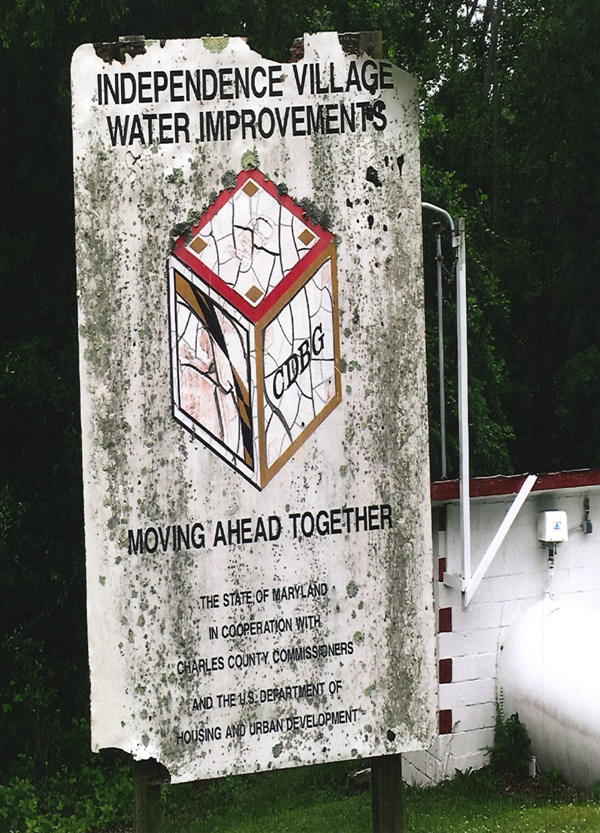 INDEPENDENCE VILLAGE
WATER IMPROVEMENTS
CDBG
MOVING AHEAD TOGETHER
THE STATE OF MARYLAND
IN COOPERATION WITH
CHARLES COUNTY COMMISSIONERS
AND THE U.S. DEPARTMENT OF
HOUSING AND URBAN DEVELOPMENT